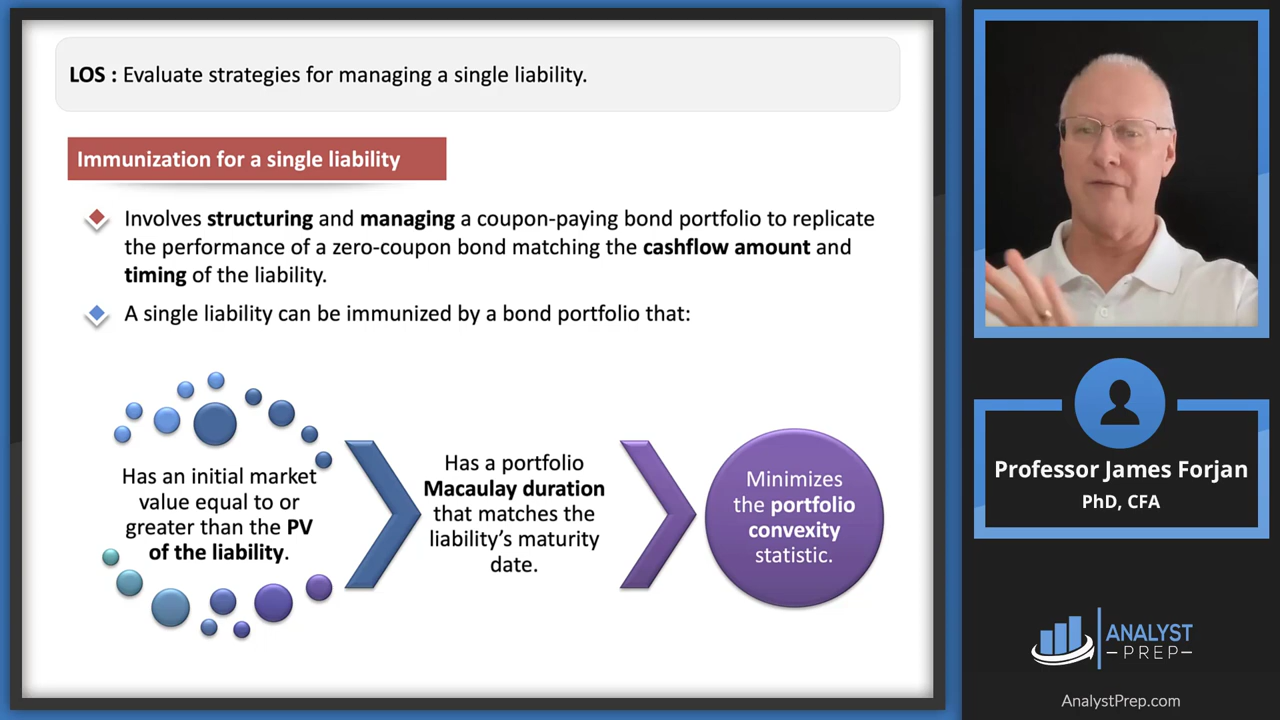 LOS : Evaluate strategies for managing a single liability.
Immunization for a single liability
Involves structuring and managing a coupon-paying bond portfolio to replicate
the performance of a zero-coupon bond matching the cashflow amount and
timing of the liability.
A single liability can be immunized by a bond portfolio that:
Has an initial market
value equal to or
greater than the PV
of the liability.
Has a portfolio
Macaulay duration
that matches the
liability’s maturity
date.
Minimizes
the portfolio
convexity
statistic.
Professor James Forjan
PhD, CFA
ANALYST
–PREP–
AnalystPrep.com